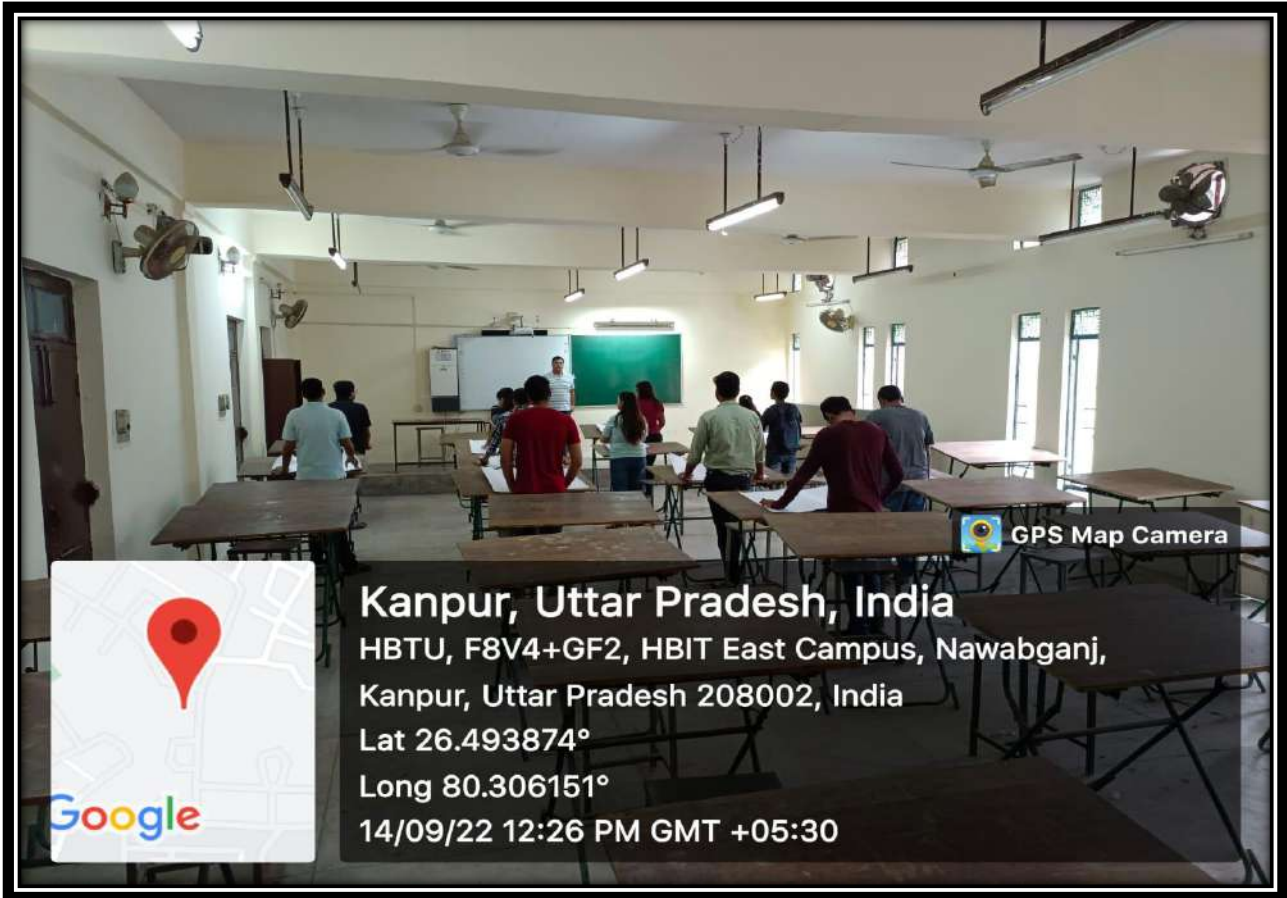 GPS Map Camera
Kanpur, Uttar Pradesh, India
HBTU, F8V4+GF2, HBIT East Campus, Nawabganj,
Kanpur, Uttar Pradesh 208002, India
Lat 26.493874°
Long 80.306151°
14/09/22 12:26 PM GMT +05:30
Google